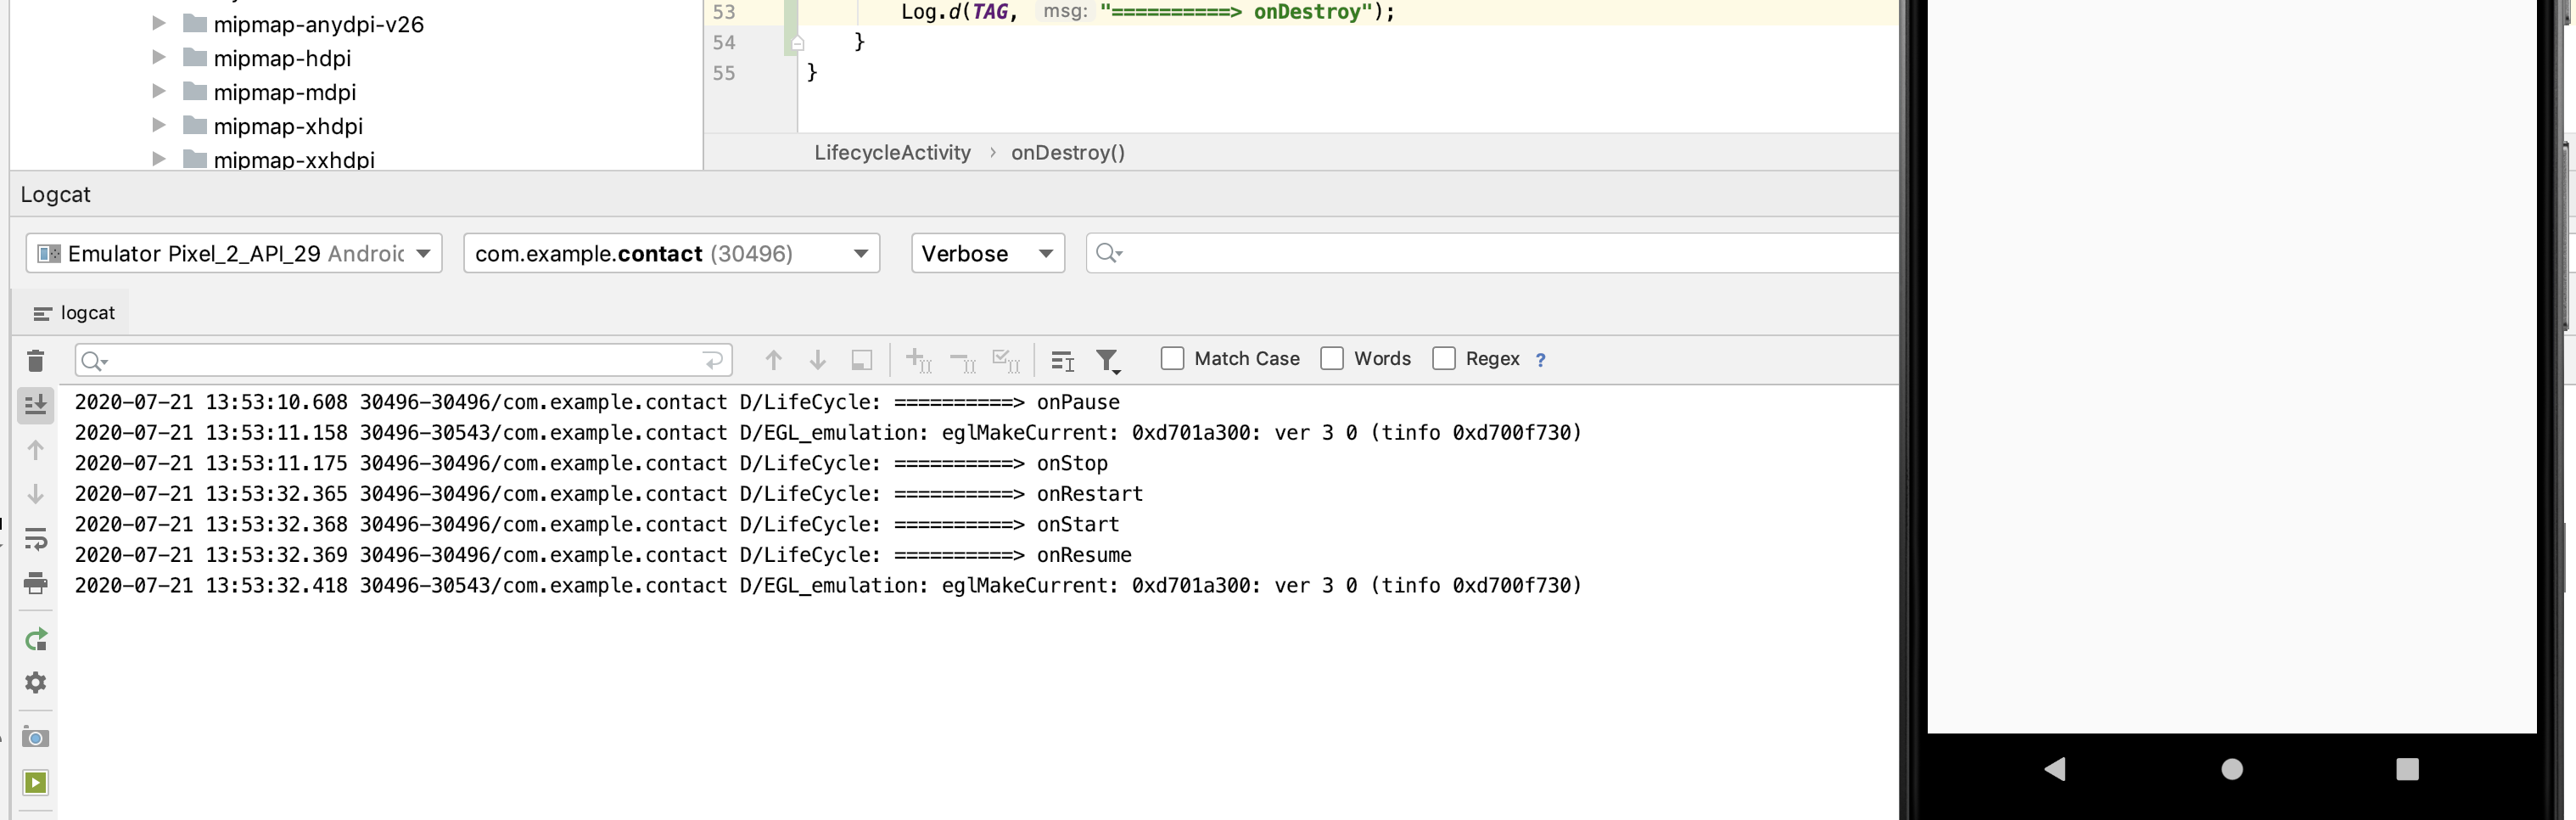 mipmap-anydpi-v26
mipmap-hdpi
mipmap-mdpi
mipmap-xhdpi
mipmap-xxhdpi
53 Log.d(TAG, msg: "==========> onDestroy");
54 }
55 }
LifecycleActivity › onDestroy()
Logcat
Emulator Pixel_2_API_29 Androic com.example.contact (30496) Verbose
logcat
Match Case Words Regex ?
2020-07-21 13:53:10.608 30496-30496/com.example.contact D/LifeCycle: ==========> onPause
2020-07-21 13:53:11.158 30496-30543/com.example.contact D/EGL_emulation: eglMakeCurrent: 0xd701a300: ver 3 0 (tinfo 0xd700f730)
2020-07-21 13:53:11.175 30496-30496/com.example.contact D/LifeCycle: ==========> onStop
2020-07-21 13:53:32.365 30496-30496/com.example.contact D/LifeCycle: ==========> onRestart
2020-07-21 13:53:32.368 30496-30496/com.example.contact D/LifeCycle: ==========> onStart
2020-07-21 13:53:32.369 30496-30496/com.example.contact D/LifeCycle: ==========> onResume
2020-07-21 13:53:32.418 30496-30543/com.example.contact D/EGL_emulation: eglMakeCurrent: 0xd701a300: ver 3 0 (tinfo 0xd700f730)